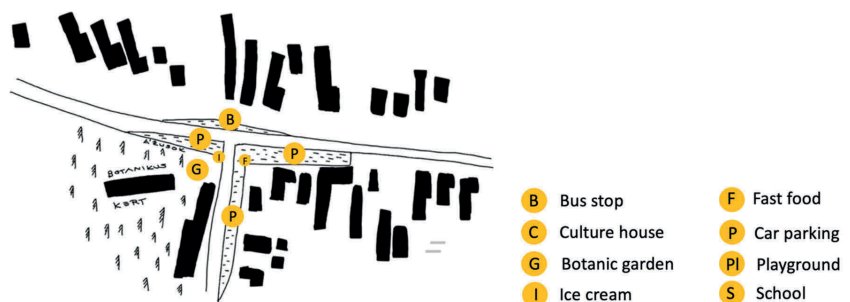 B
P
I
G
F
P
P
BOTANIKUS
KERT
B Bus stop
C Culture house
G Botanic garden
I Ice cream
F Fast food
P Car parking
Pl Playground
S School